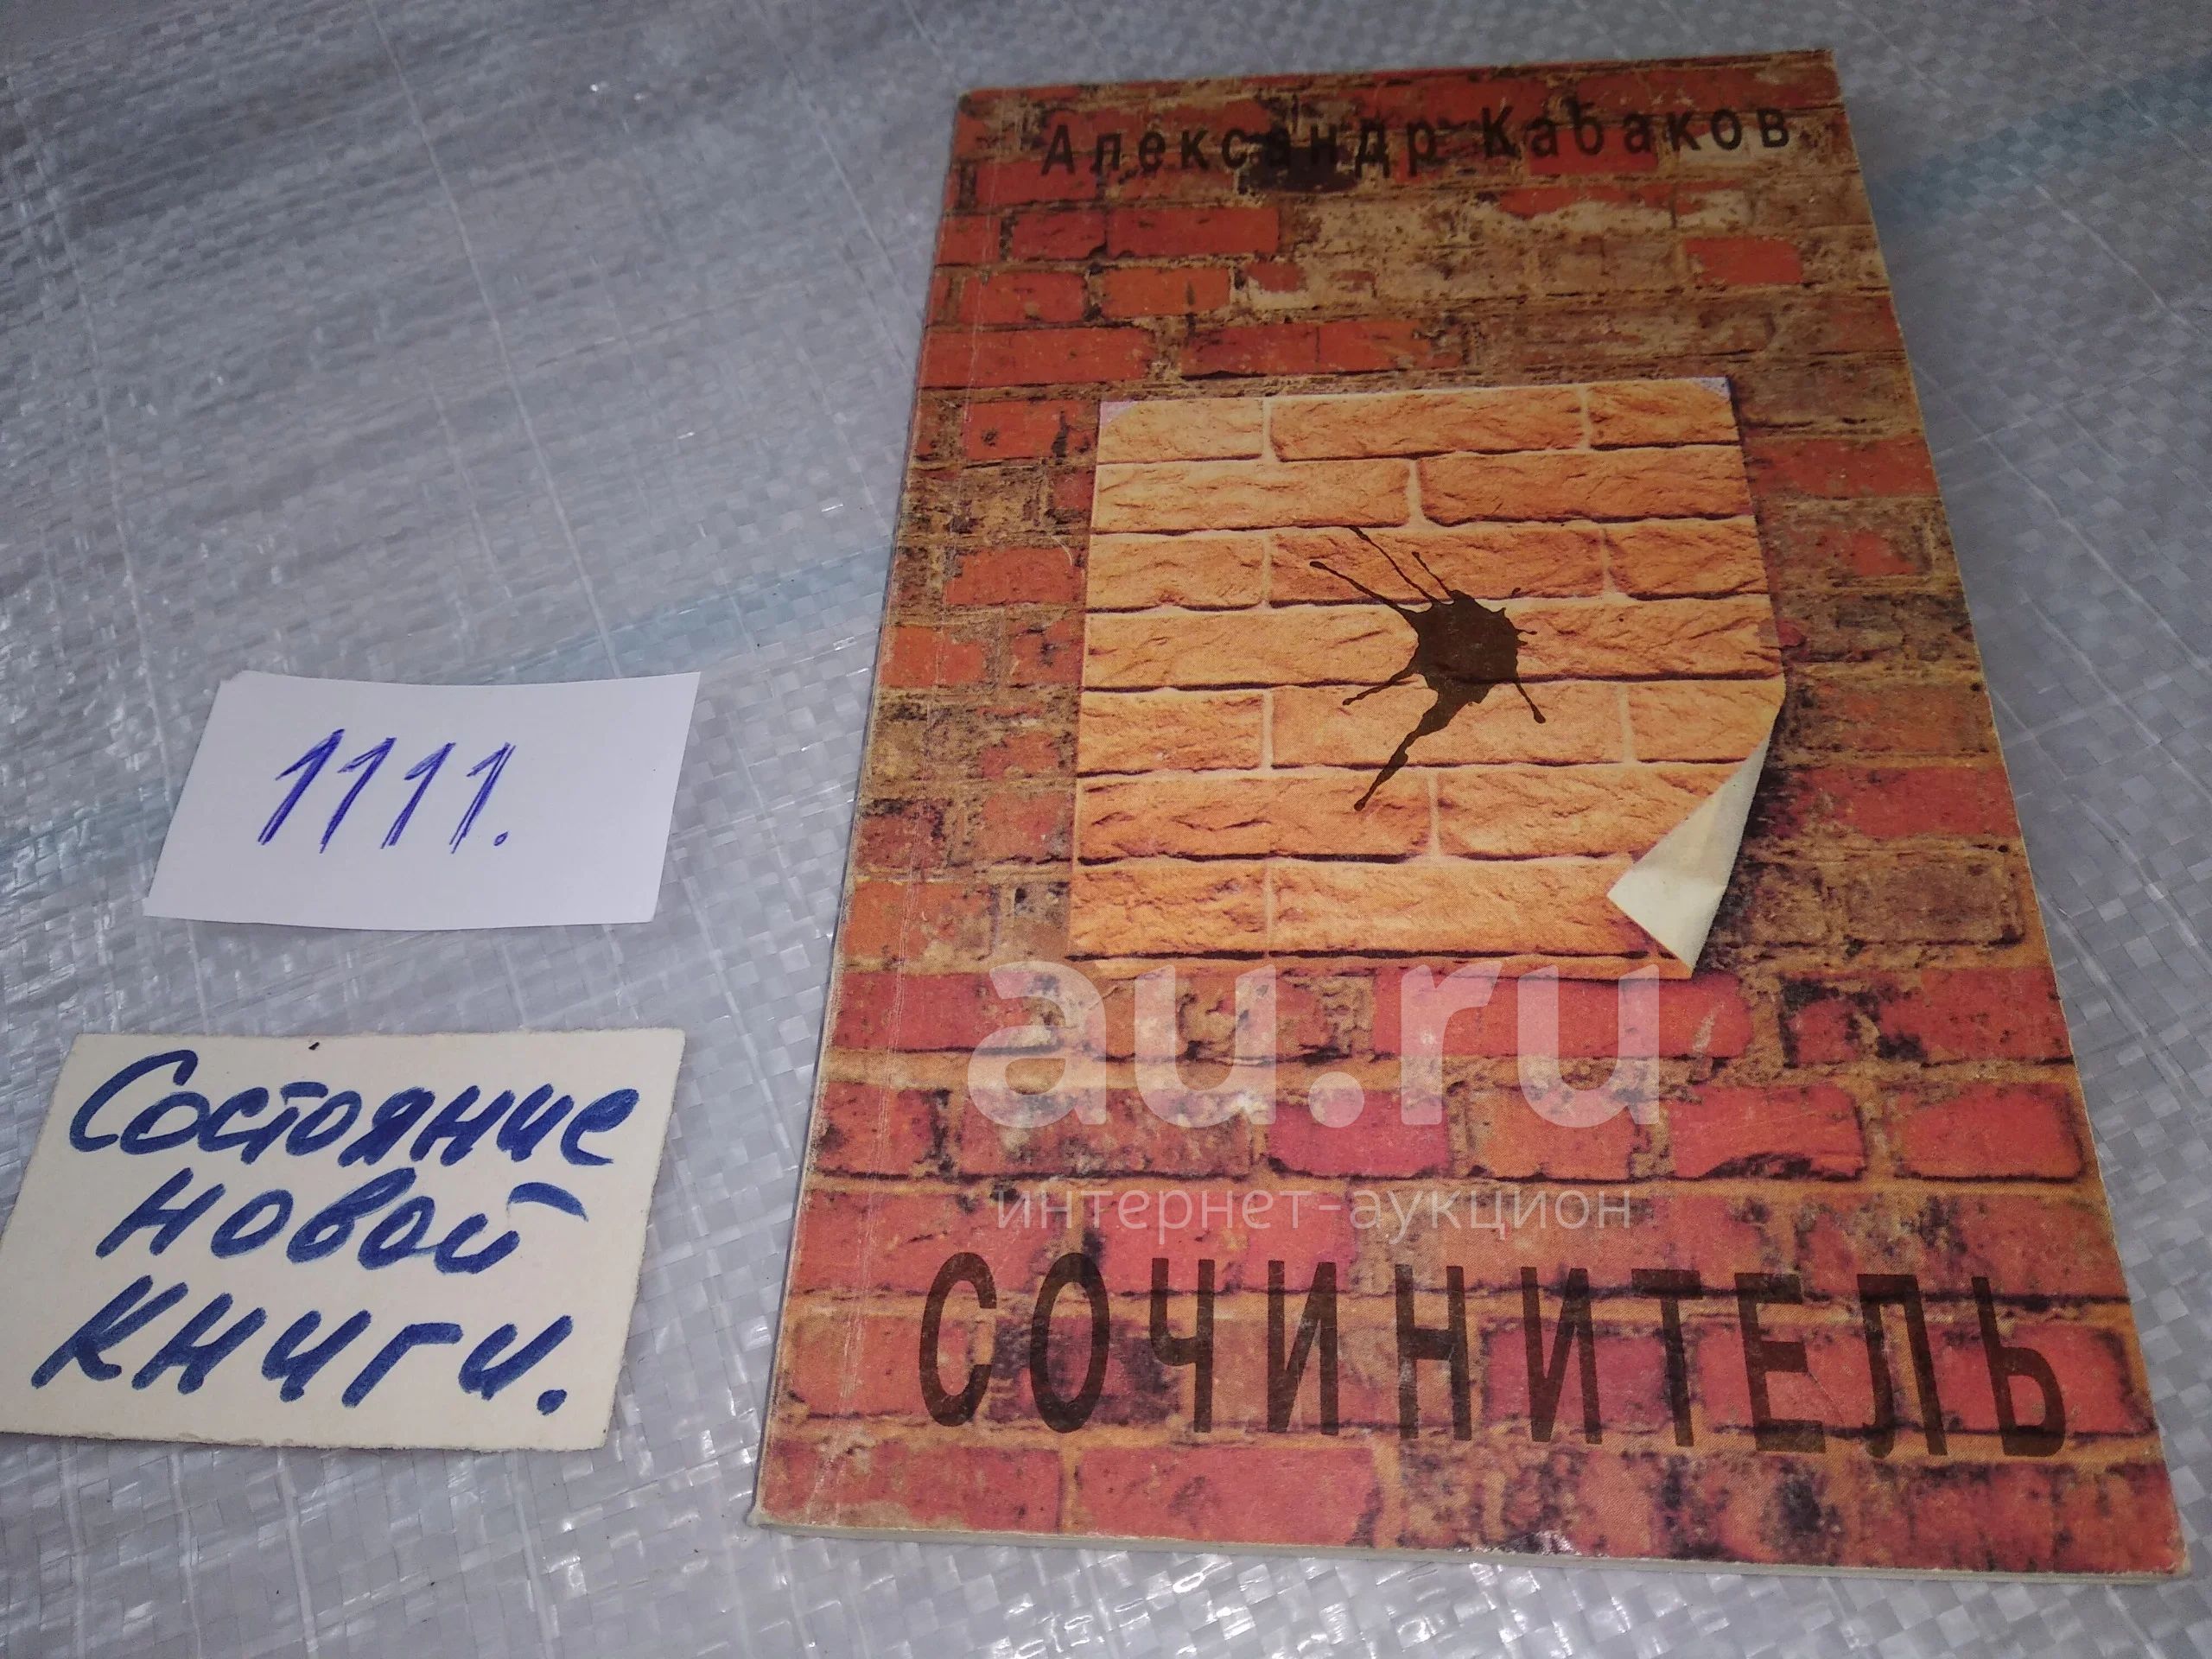 Александр Кабаков
1111.
Состояние
новой
книги.
au.ru
интернет-аукцион
СОЧИНИТЕЛЬ